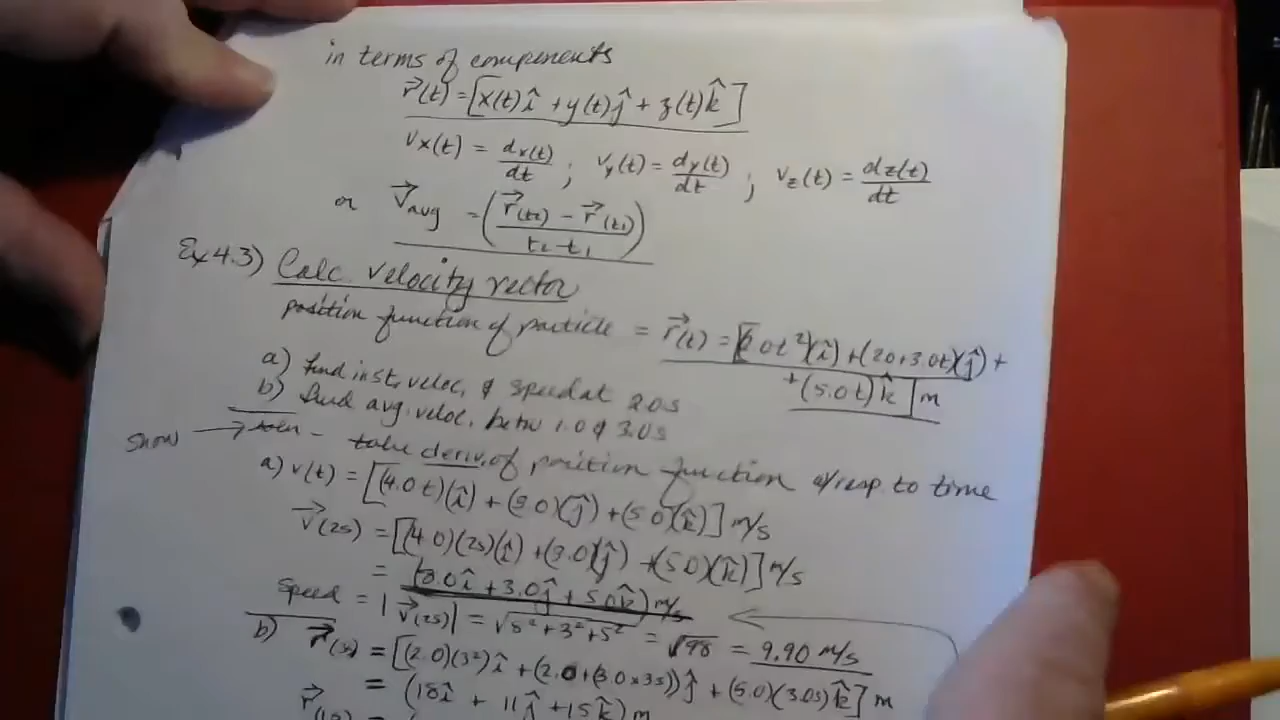 in terms of components
r⃗(t) = [x(t)î + y(t)ĵ + z(t)k̂]
vx(t) = dx(t)/dt ; vy(t) = dy(t)/dt ; vz(t) = dz(t)/dt
or V⃗avg = (r⃗(t2) - r⃗(t1) / t2 - t1)
Ex 4.3) Calc. velocity vector
position function of particle = r⃗(t) = [2.0t²(î) + (2.0+3.0t)(ĵ) +
+(5.0t)k̂] m
a) find inst. veloc. & speed at 2.0s
b) find avg. veloc. betw 1.0 & 3.0s
Show → - take deriv. of position function w/resp. to time
a) v(t) = [(4.0t)(î) + (3.0)(ĵ) + (5.0)(k̂)] m/s
v⃗(2s) = [(4.0)(2s)(î) + (3.0)(ĵ) + (5.0)(k̂)] m/s
= (8.0î + 3.0ĵ + 5.0k̂) m/s
Speed = |v⃗(2s)| = √8²+3²+5² = √98 = 9.90 m/s
b) r⃗(3s) = [(2.0)(3²)î + (2.0+(3.0×3s))ĵ + (5.0)(3.0s)k̂] m
= (18î + 11ĵ + 15k̂) m